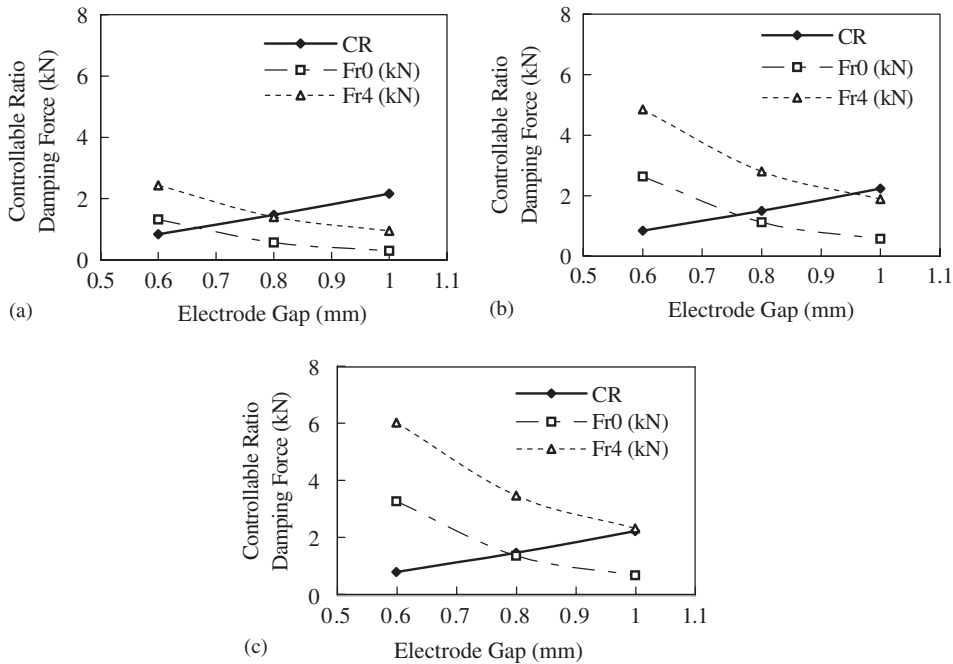 Controllable Ratio
Damping Force (kN)
8
6
4
2
0
CR
Fr0 (kN)
Fr4 (kN)
0.5 0.6 0.7 0.8 0.9 1 1.1
Electrode Gap (mm)
(a)
Controllable Ratio
Damping Force (kN)
8
6
4
2
0
CR
Fr0 (kN)
Fr4 (kN)
0.5 0.6 0.7 0.8 0.9 1 1.1
Electrode Gap (mm)
(b)
Controllable Ratio
Damping Force (kN)
8
6
4
2
0
CR
Fr0 (kN)
Fr4 (kN)
0.5 0.6 0.7 0.8 0.9 1 1.1
Electrode Gap (mm)
(c)